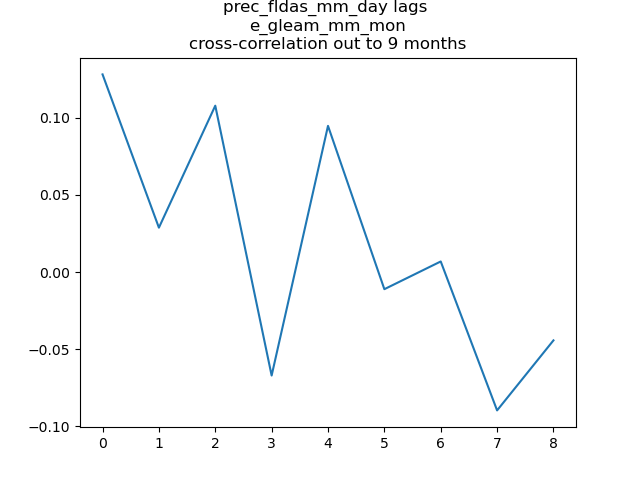 prec_fldas_mm_day lags
e_gleam_mm_mon
cross-correlation out to 9 months
0.10
0.05
0.00
−0.05
−0.10
0 1 2 3 4 5 6 7 8